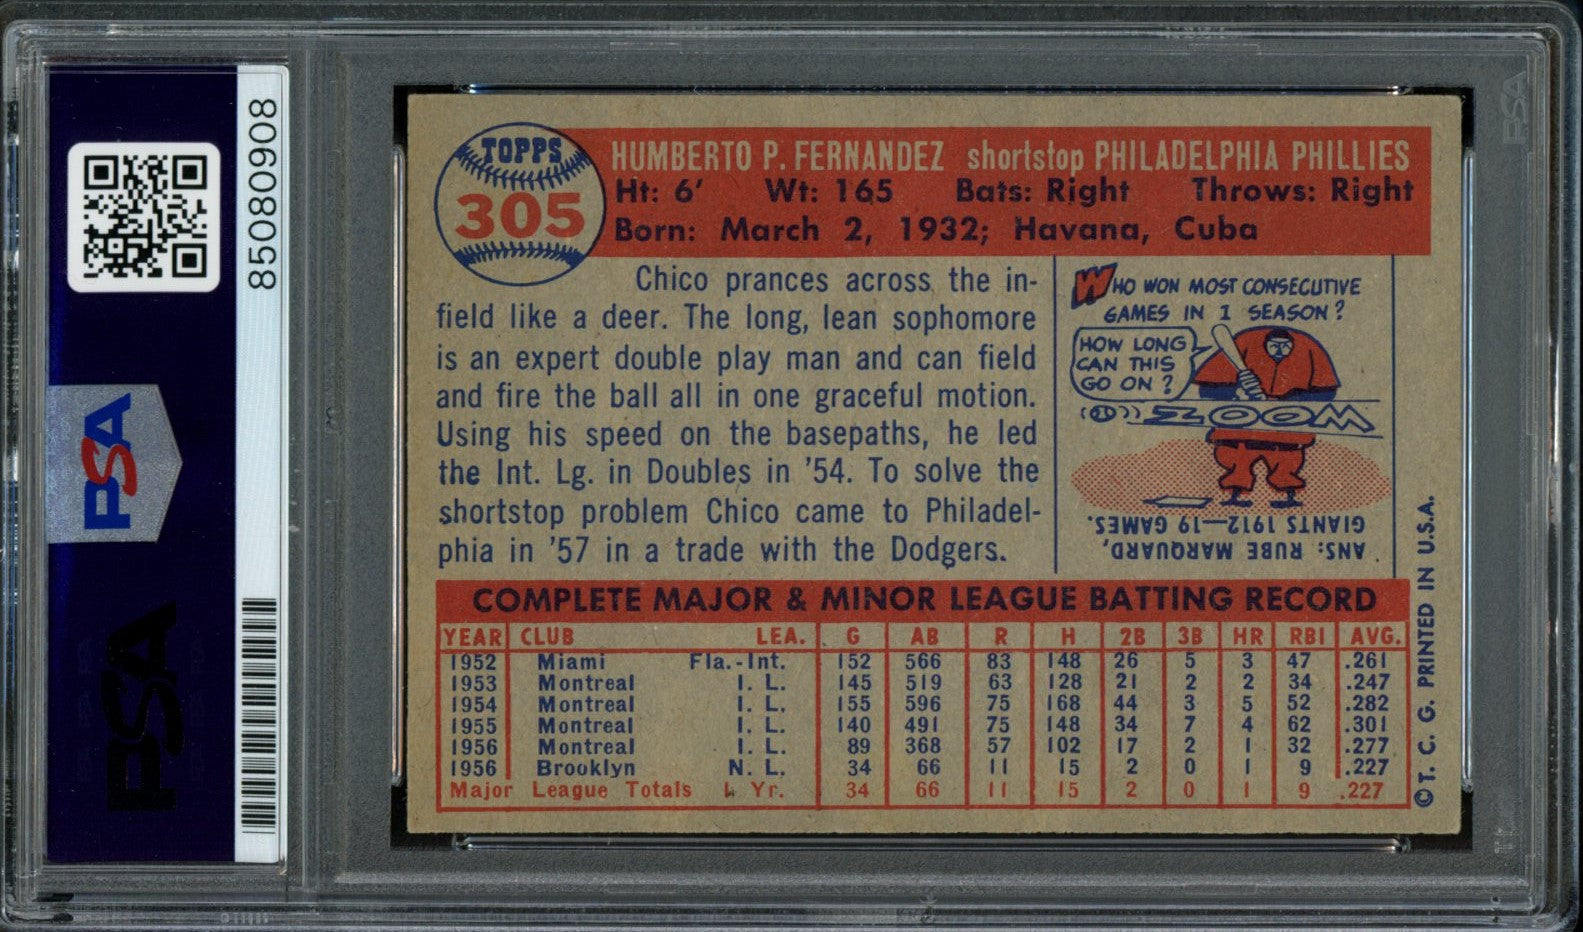 85080908
PSA
PSA
PSA
TOPPS
305
HUMBERTO P. FERNANDEZ shortstop PHILADELPHIA PHILLIES
Ht: 6' Wt: 165 Bats: Right Throws: Right
Born: March 2, 1932; Havana, Cuba
Chico prances across the in-
field like a deer. The long, lean sophomore
is an expert double play man and can field
and fire the ball all in one graceful motion.
Using his speed on the basepaths, he led
the Int. Lg. in Doubles in '54. To solve the
shortstop problem Chico came to Philadel-
phia in '57 in a trade with the Dodgers.
WHO WON MOST CONSECUTIVE
GAMES IN 1 SEASON?
HOW LONG
CAN THIS
GO ON?
ZOOM
ANS: RUBE MARQUARD,
GIANTS 1912—19 GAMES.
COMPLETE MAJOR & MINOR LEAGUE BATTING RECORD
YEAR CLUB LEA. G AB R H 2B 3B HR RBI AVG.
1952 Miami Fla.-Int. 152 566 83 148 26 5 3 47 .261
1953 Montreal I. L. 145 519 63 128 21 2 2 34 .247
1954 Montreal I. L. 155 596 75 168 44 3 5 52 .282
1955 Montreal I. L. 140 491 75 148 34 7 4 62 .301
1956 Montreal I. L. 89 368 57 102 17 2 1 32 .277
1956 Brooklyn N. L. 34 66 11 15 2 0 1 9 .227
Major League Totals 1 Yr. 34 66 11 15 2 0 1 9 .227
© T. C. G. PRINTED IN U.S.A.